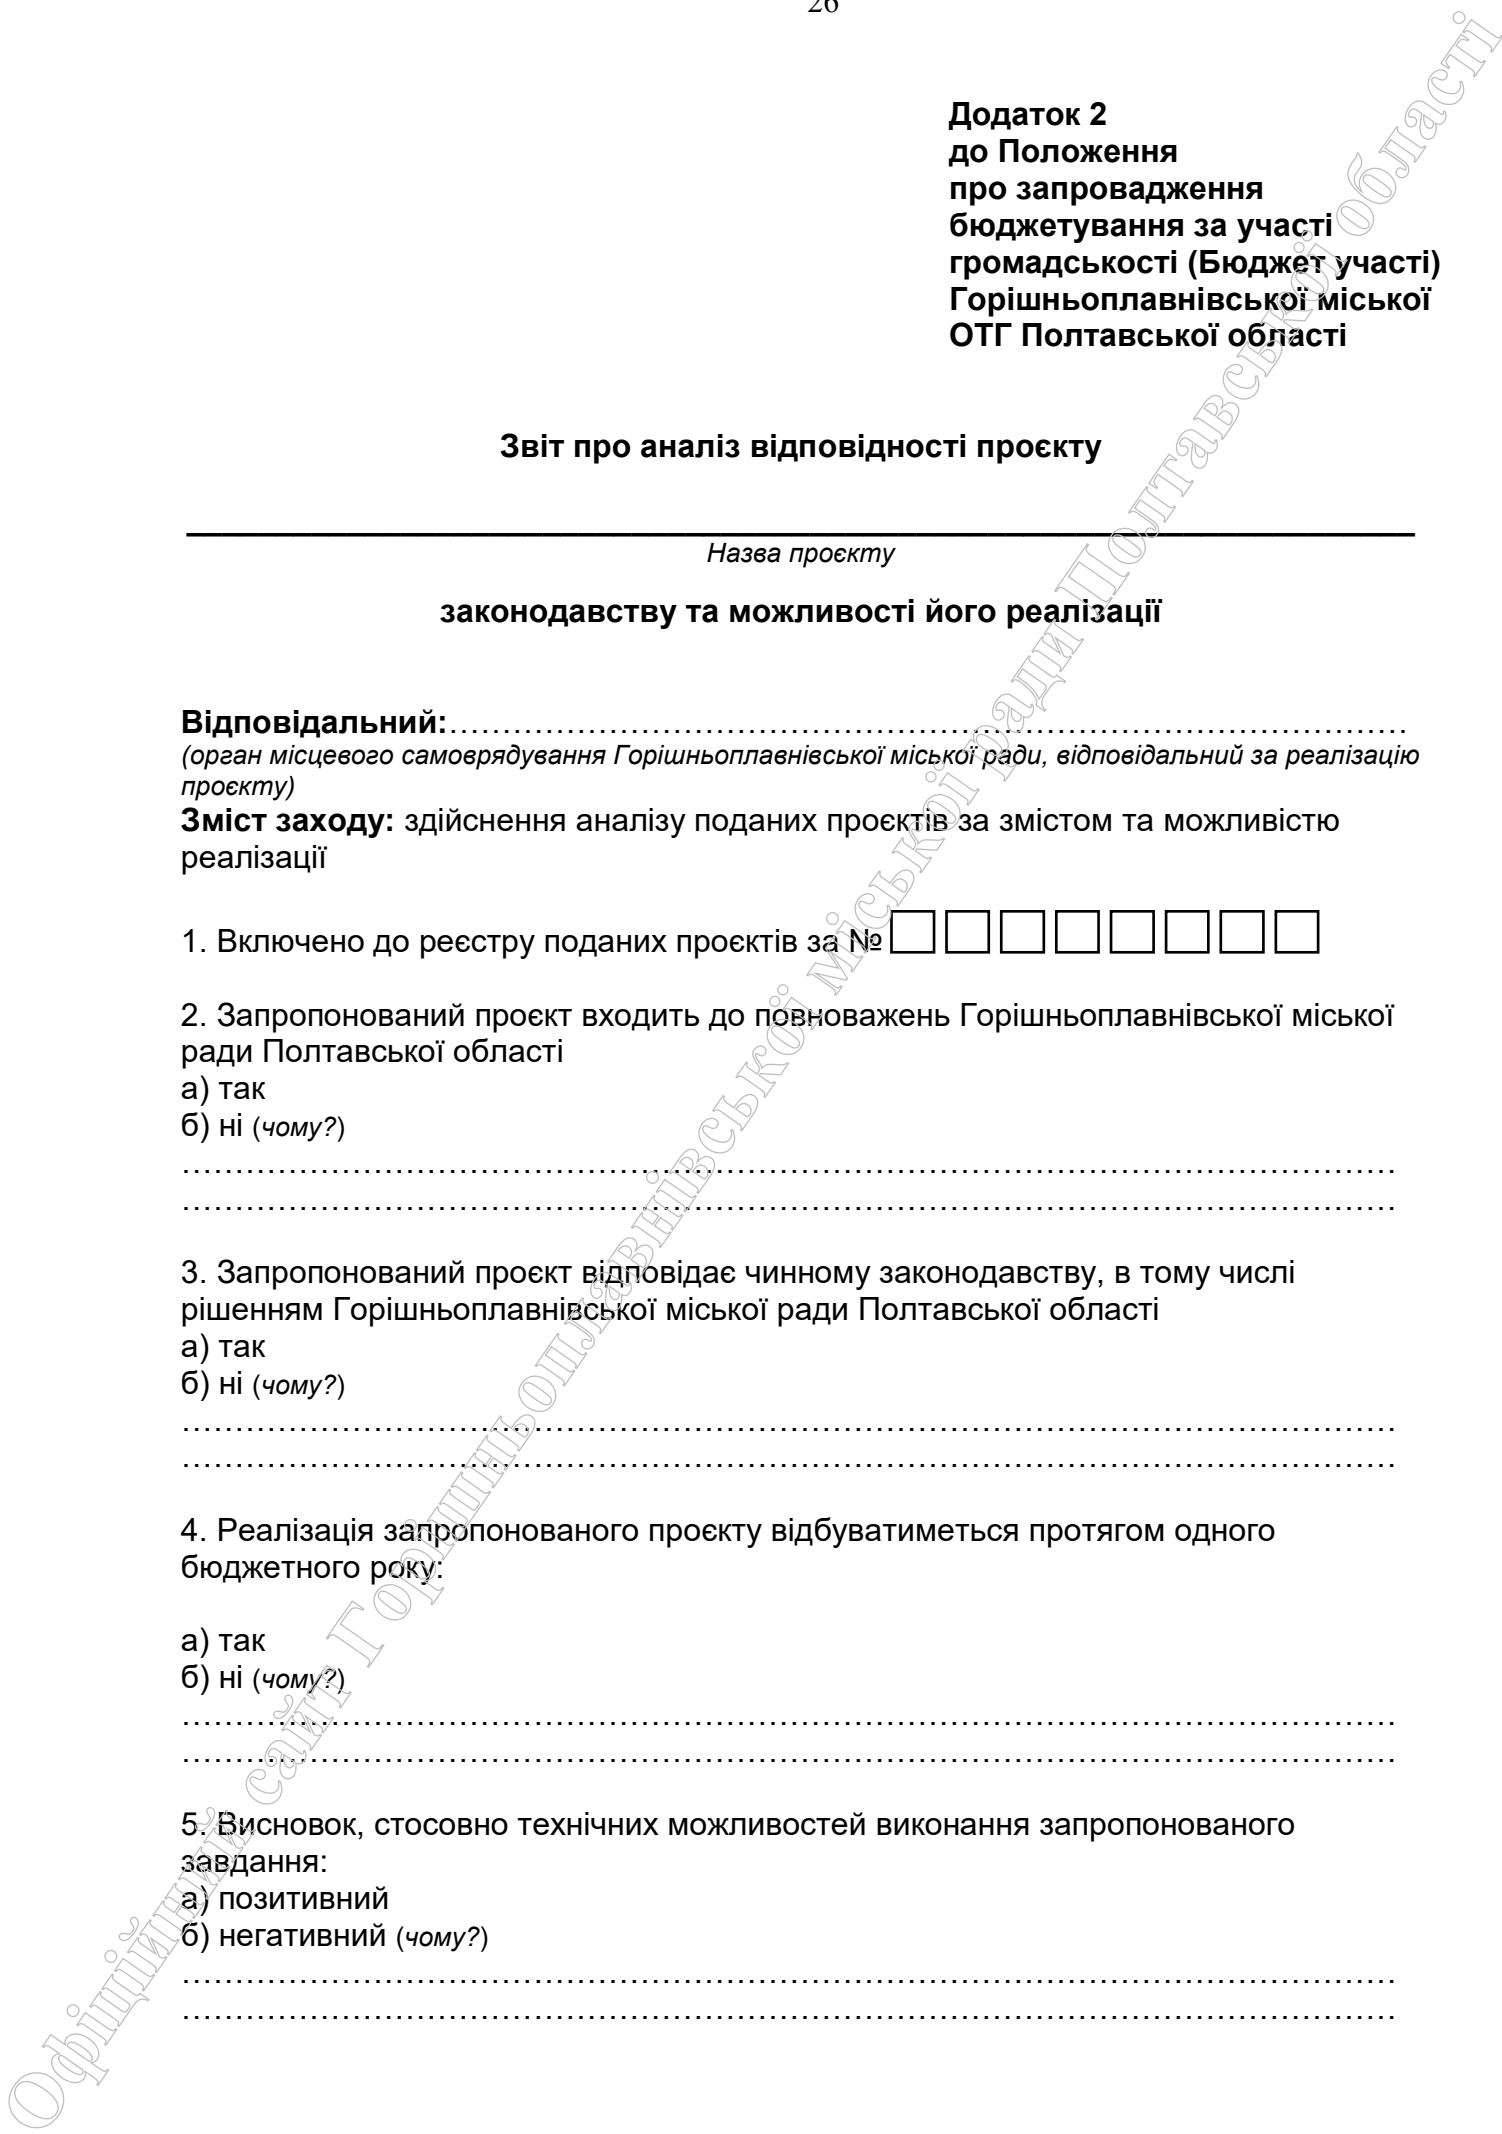 26
Додаток 2
до Положення
про запровадження
бюджетування за участі
громадськості (Бюджет участі)
Горішньоплавнівської міської
ОТГ Полтавської області
Звіт про аналіз відповідності проєкту
Назва проєкту
законодавству та можливості його реалізації
Відповідальний:……………………………………………………………………………
(орган місцевого самоврядування Горішньоплавнівської міської ради, відповідальний за реалізацію
проєкту)
Зміст заходу: здійснення аналізу поданих проєктів за змістом та можливістю
реалізації
1. Включено до реєстру поданих проєктів за № □□□□□□□□
2. Запропонований проєкт входить до повноважень Горішньоплавнівської міської
ради Полтавської області
а) так
б) ні (чому?)
…………………………………………………………………………………………………
…………………………………………………………………………………………………
3. Запропонований проєкт відповідає чинному законодавству, в тому числі
рішенням Горішньоплавнівської міської ради Полтавської області
а) так
б) ні (чому?)
…………………………………………………………………………………………………
…………………………………………………………………………………………………
4. Реалізація запропонованого проєкту відбуватиметься протягом одного
бюджетного року:
а) так
б) ні (чому?)
…………………………………………………………………………………………………
…………………………………………………………………………………………………
5. Висновок, стосовно технічних можливостей виконання запропонованого
завдання:
а) позитивний
б) негативний (чому?)
…………………………………………………………………………………………………
…………………………………………………………………………………………………
Офіційний сайт Горішньоплавнівської міської ради Полтавської області